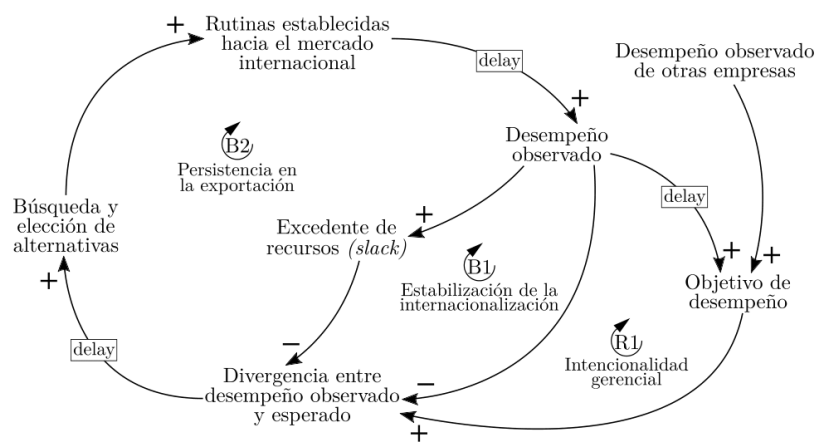 +
Rutinas establecidas
hacia el mercado
internacional
delay
Desempeño observado
de otras empresas
+
Desempeño
observado
B2
Persistencia en
la exportación
delay
Búsqueda y
elección de
alternativas
+
Excedente de
recursos (slack)
+
+
+
B1
Estabilización de la
internacionalización
Objetivo de
desempeño
delay
−
R1
Intencionalidad
gerencial
Divergencia entre
desempeño observado
y esperado
−
+